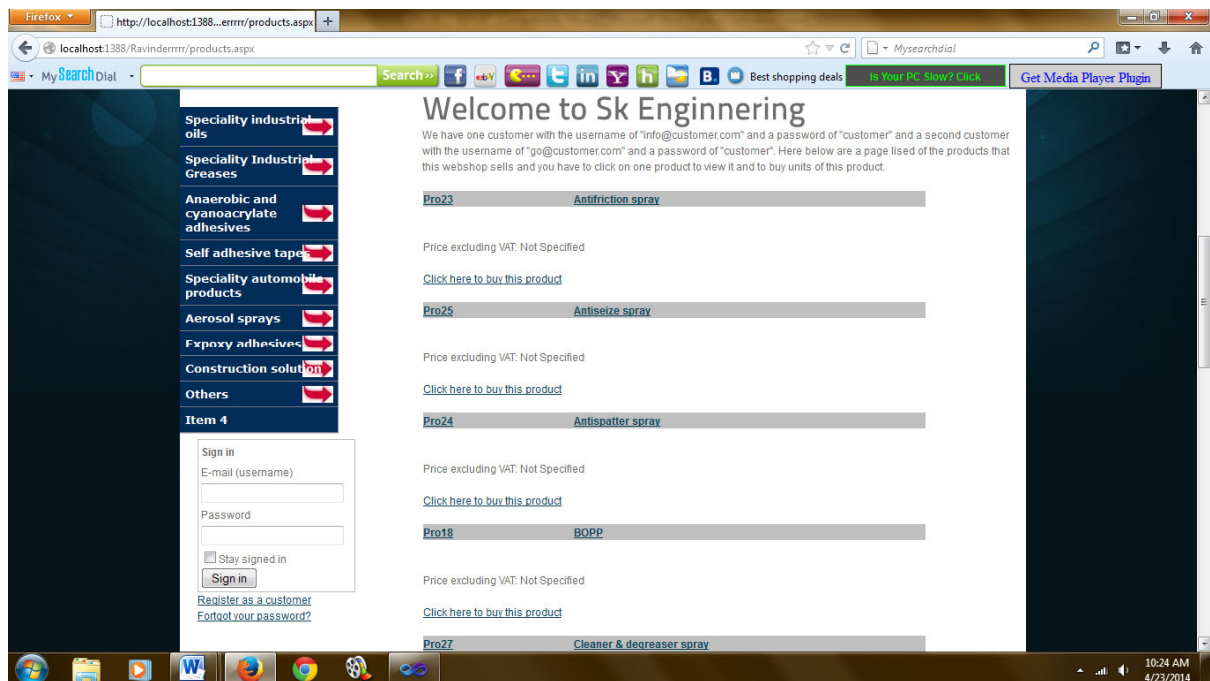 Firefox
http://localhost:1388...errrrr/products.aspx
localhost:1388/Ravinderrrrr/products.aspx
Mysearchdial
My Search Dial
Search »
ebY
in
Y
h
B.
Best shopping deals
Is Your PC Slow? Click
Get Media Player Plugin
Speciality industrial
oils
Speciality Industrial
Greases
Anaerobic and
cyanoacrylate
adhesives
Self adhesive tapes
Speciality automobile
products
Aerosol sprays
Expoxy adhesives
Construction solution
Others
Item 4
Sign in
E-mail (username)
Password
Stay signed in
Sign in
Register as a customer
Forgot your password?
Welcome to Sk Enginnering
We have one customer with the username of "info@customer.com" and a password of "customer" and a second customer
with the username of "go@customer.com" and a password of "customer". Here below are a page lised of the products that
this webshop sells and you have to click on one product to view it and to buy units of this product.
Pro23 Antifriction spray
Price excluding VAT: Not Specified
Click here to buy this product
Pro25 Antiseize spray
Price excluding VAT: Not Specified
Click here to buy this product
Pro24 Antispatter spray
Price excluding VAT: Not Specified
Click here to buy this product
Pro18 BOPP
Price excluding VAT: Not Specified
Click here to buy this product
Pro27 Cleaner & degreaser spray
10:24 AM
4/23/2014